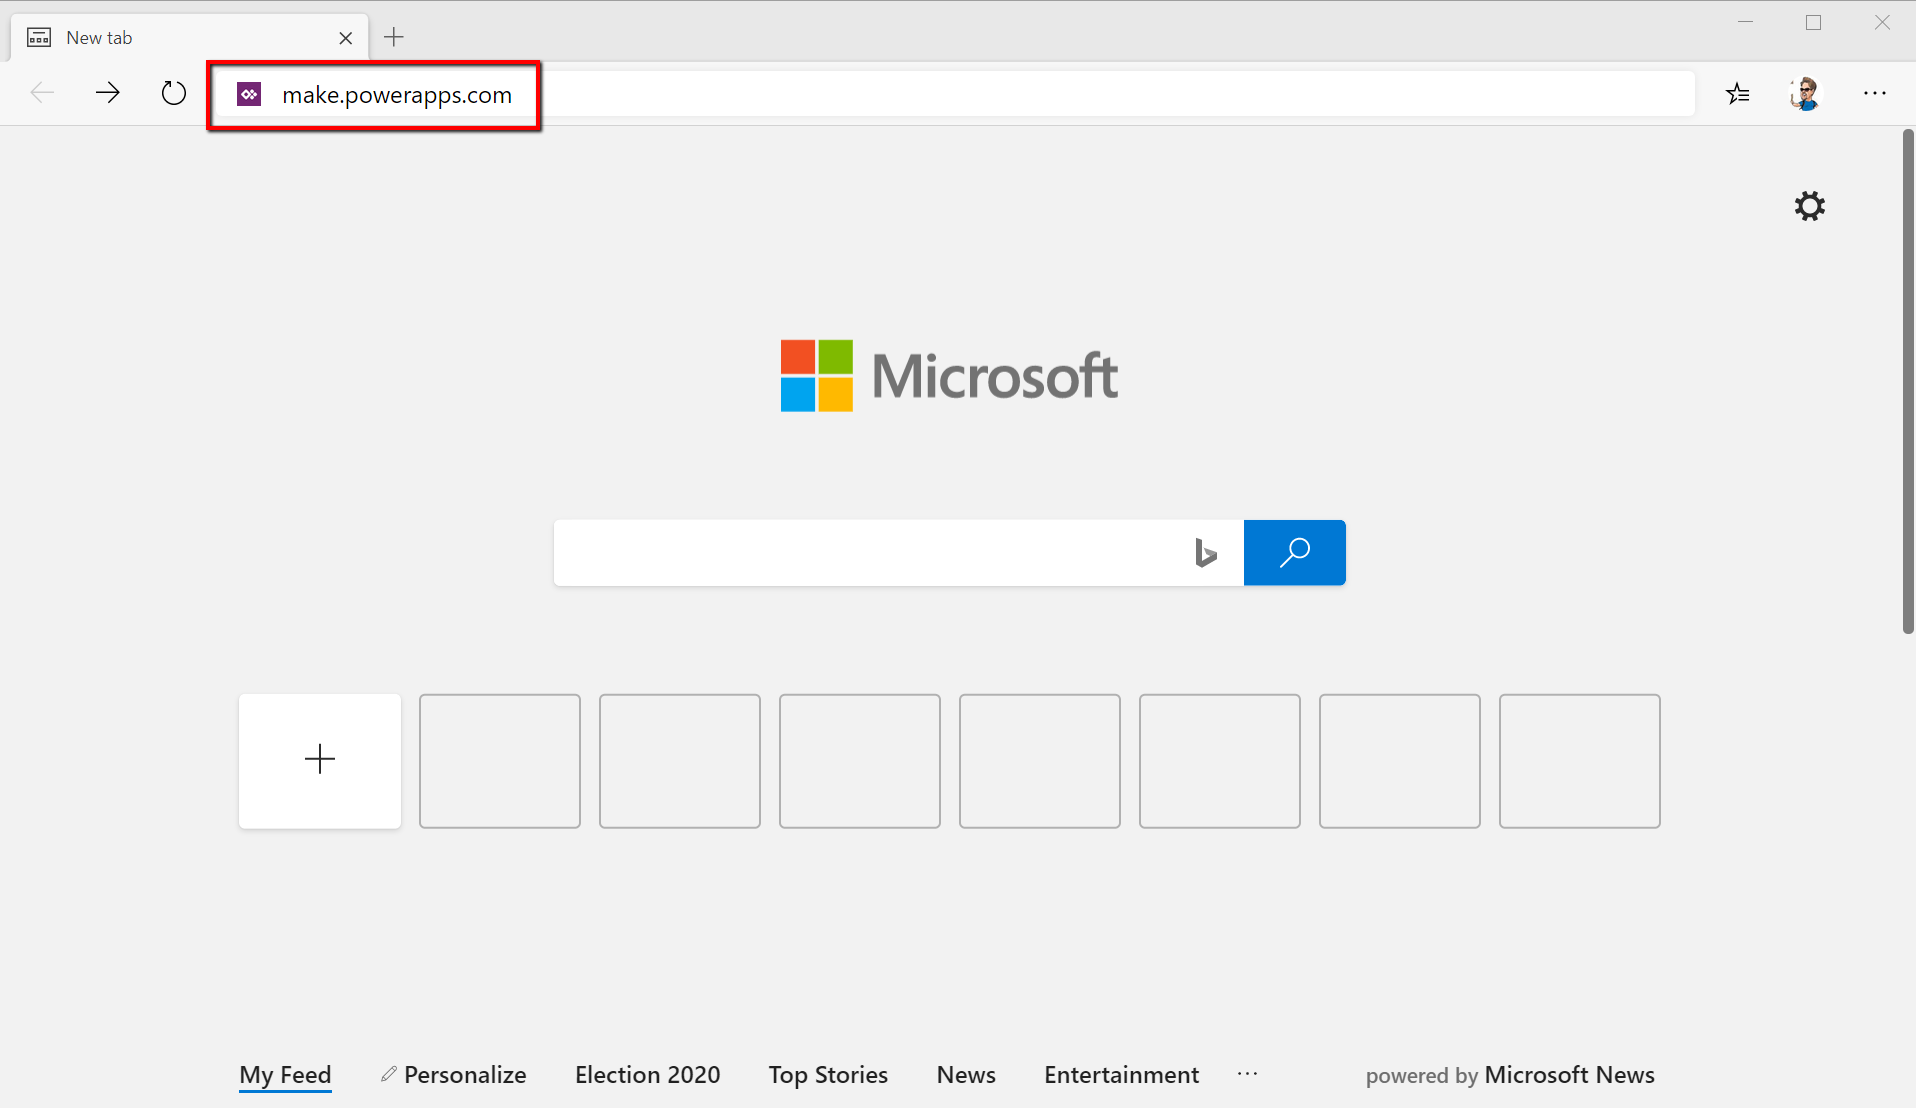 New tab
make.powerapps.com
Microsoft
My Feed Personalize Election 2020 Top Stories News Entertainment ... powered by Microsoft News